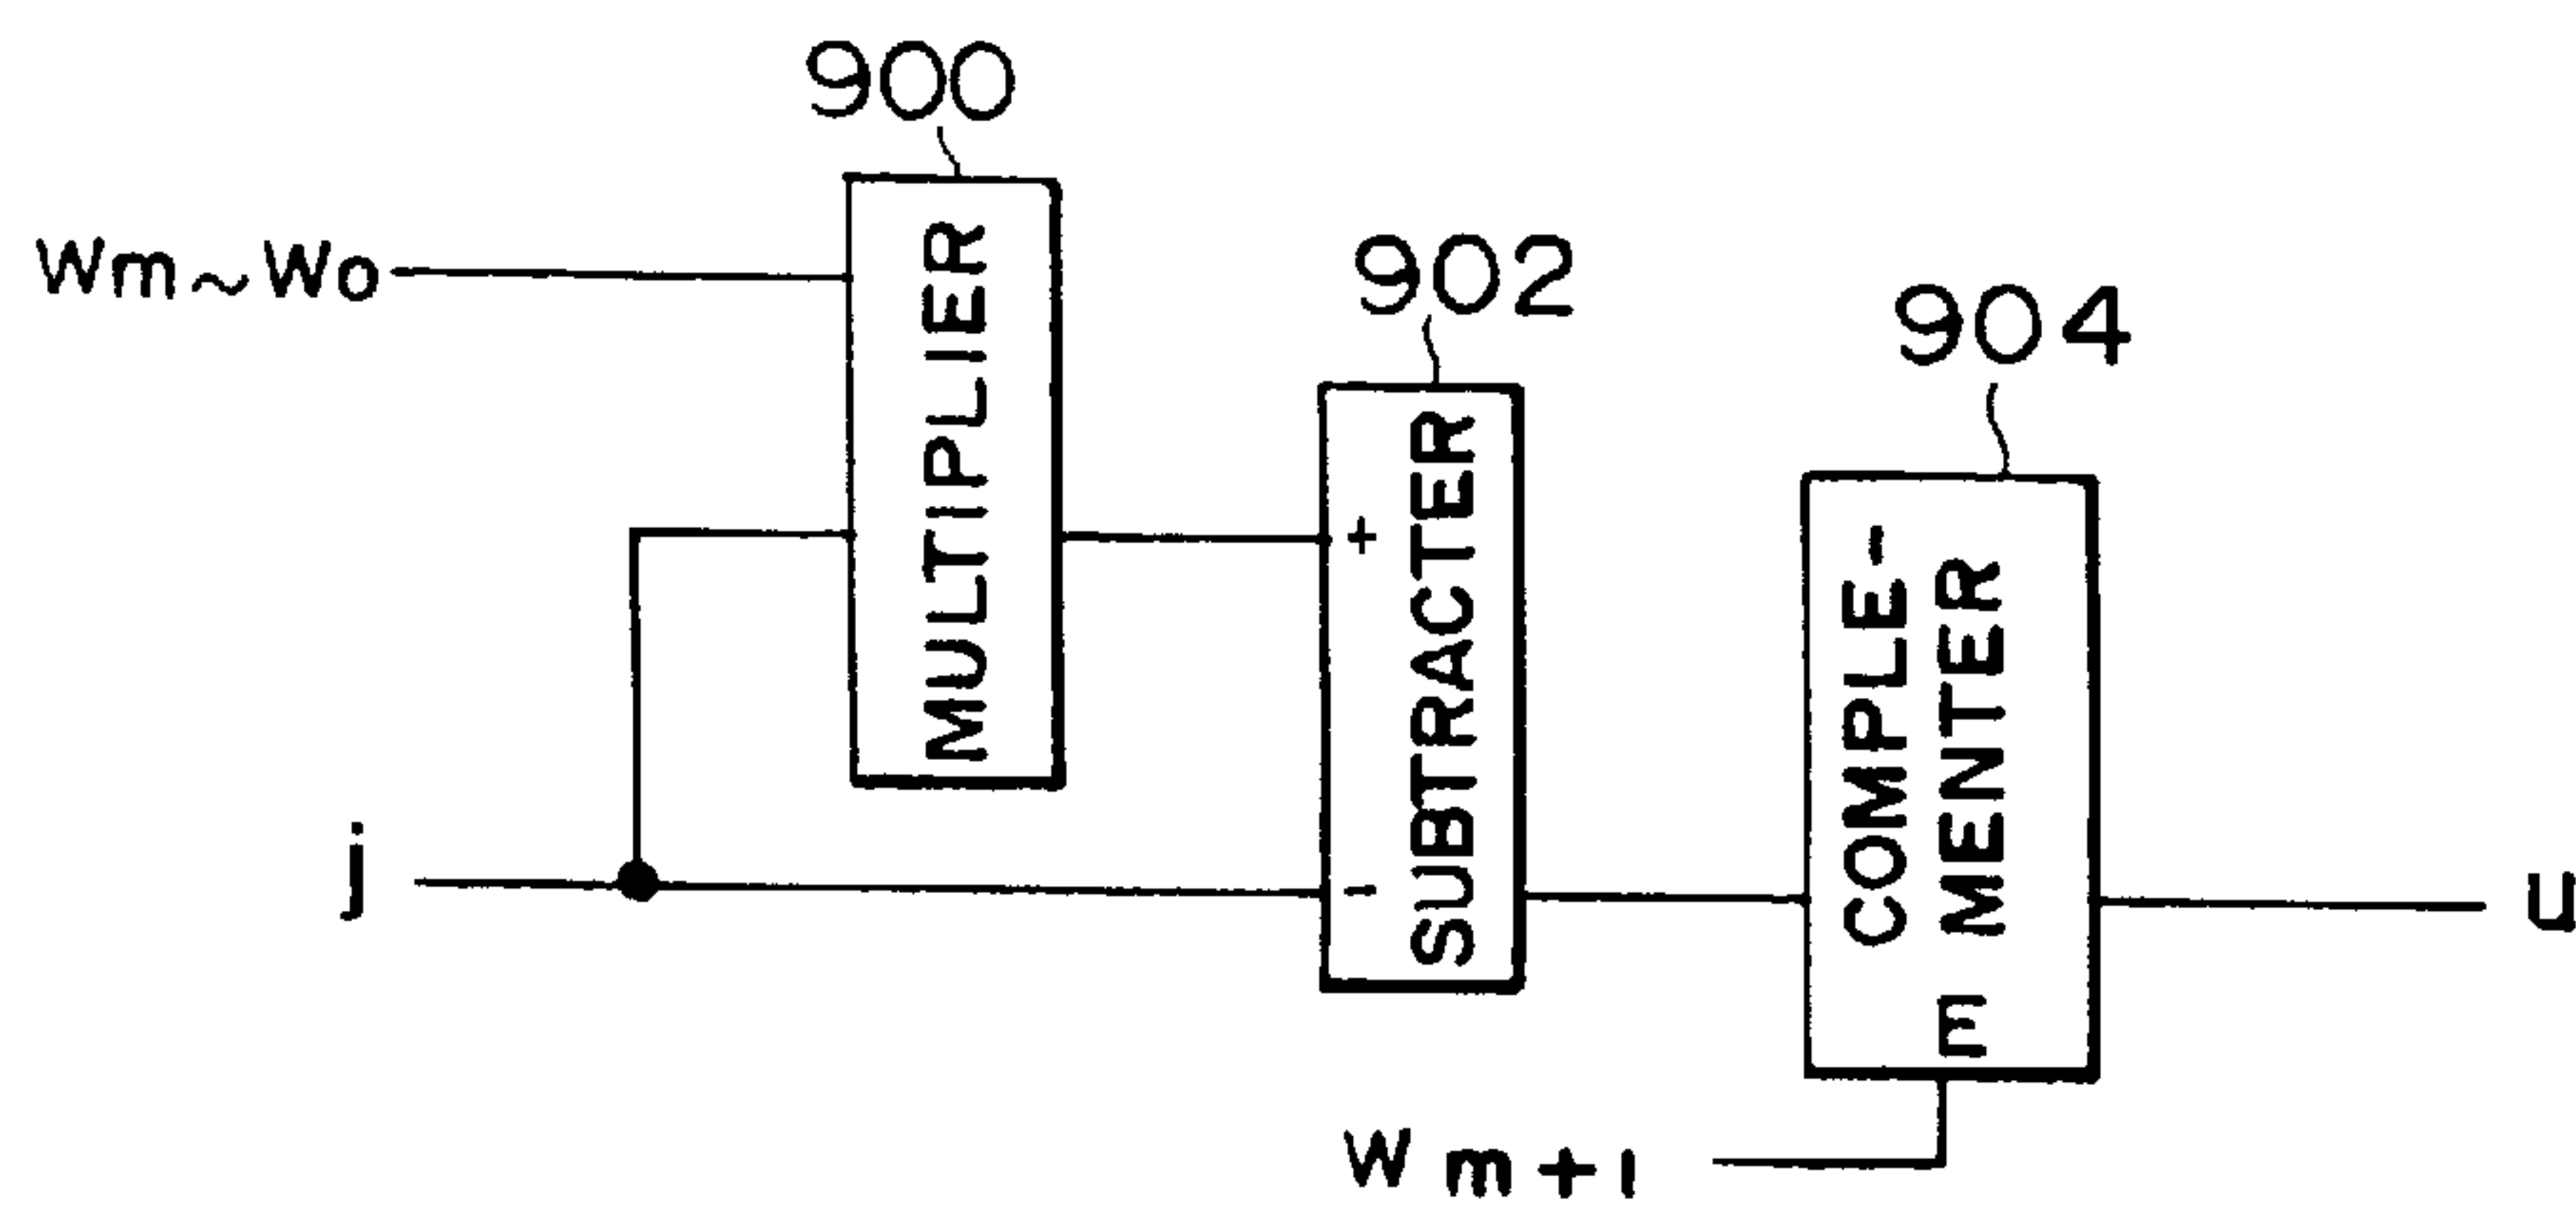 900
Wm~Wo
MULTIPLIER
902
+
-
SUBTRACTER
904
COMPLE-
MENTER
E
j
u
Wm+1